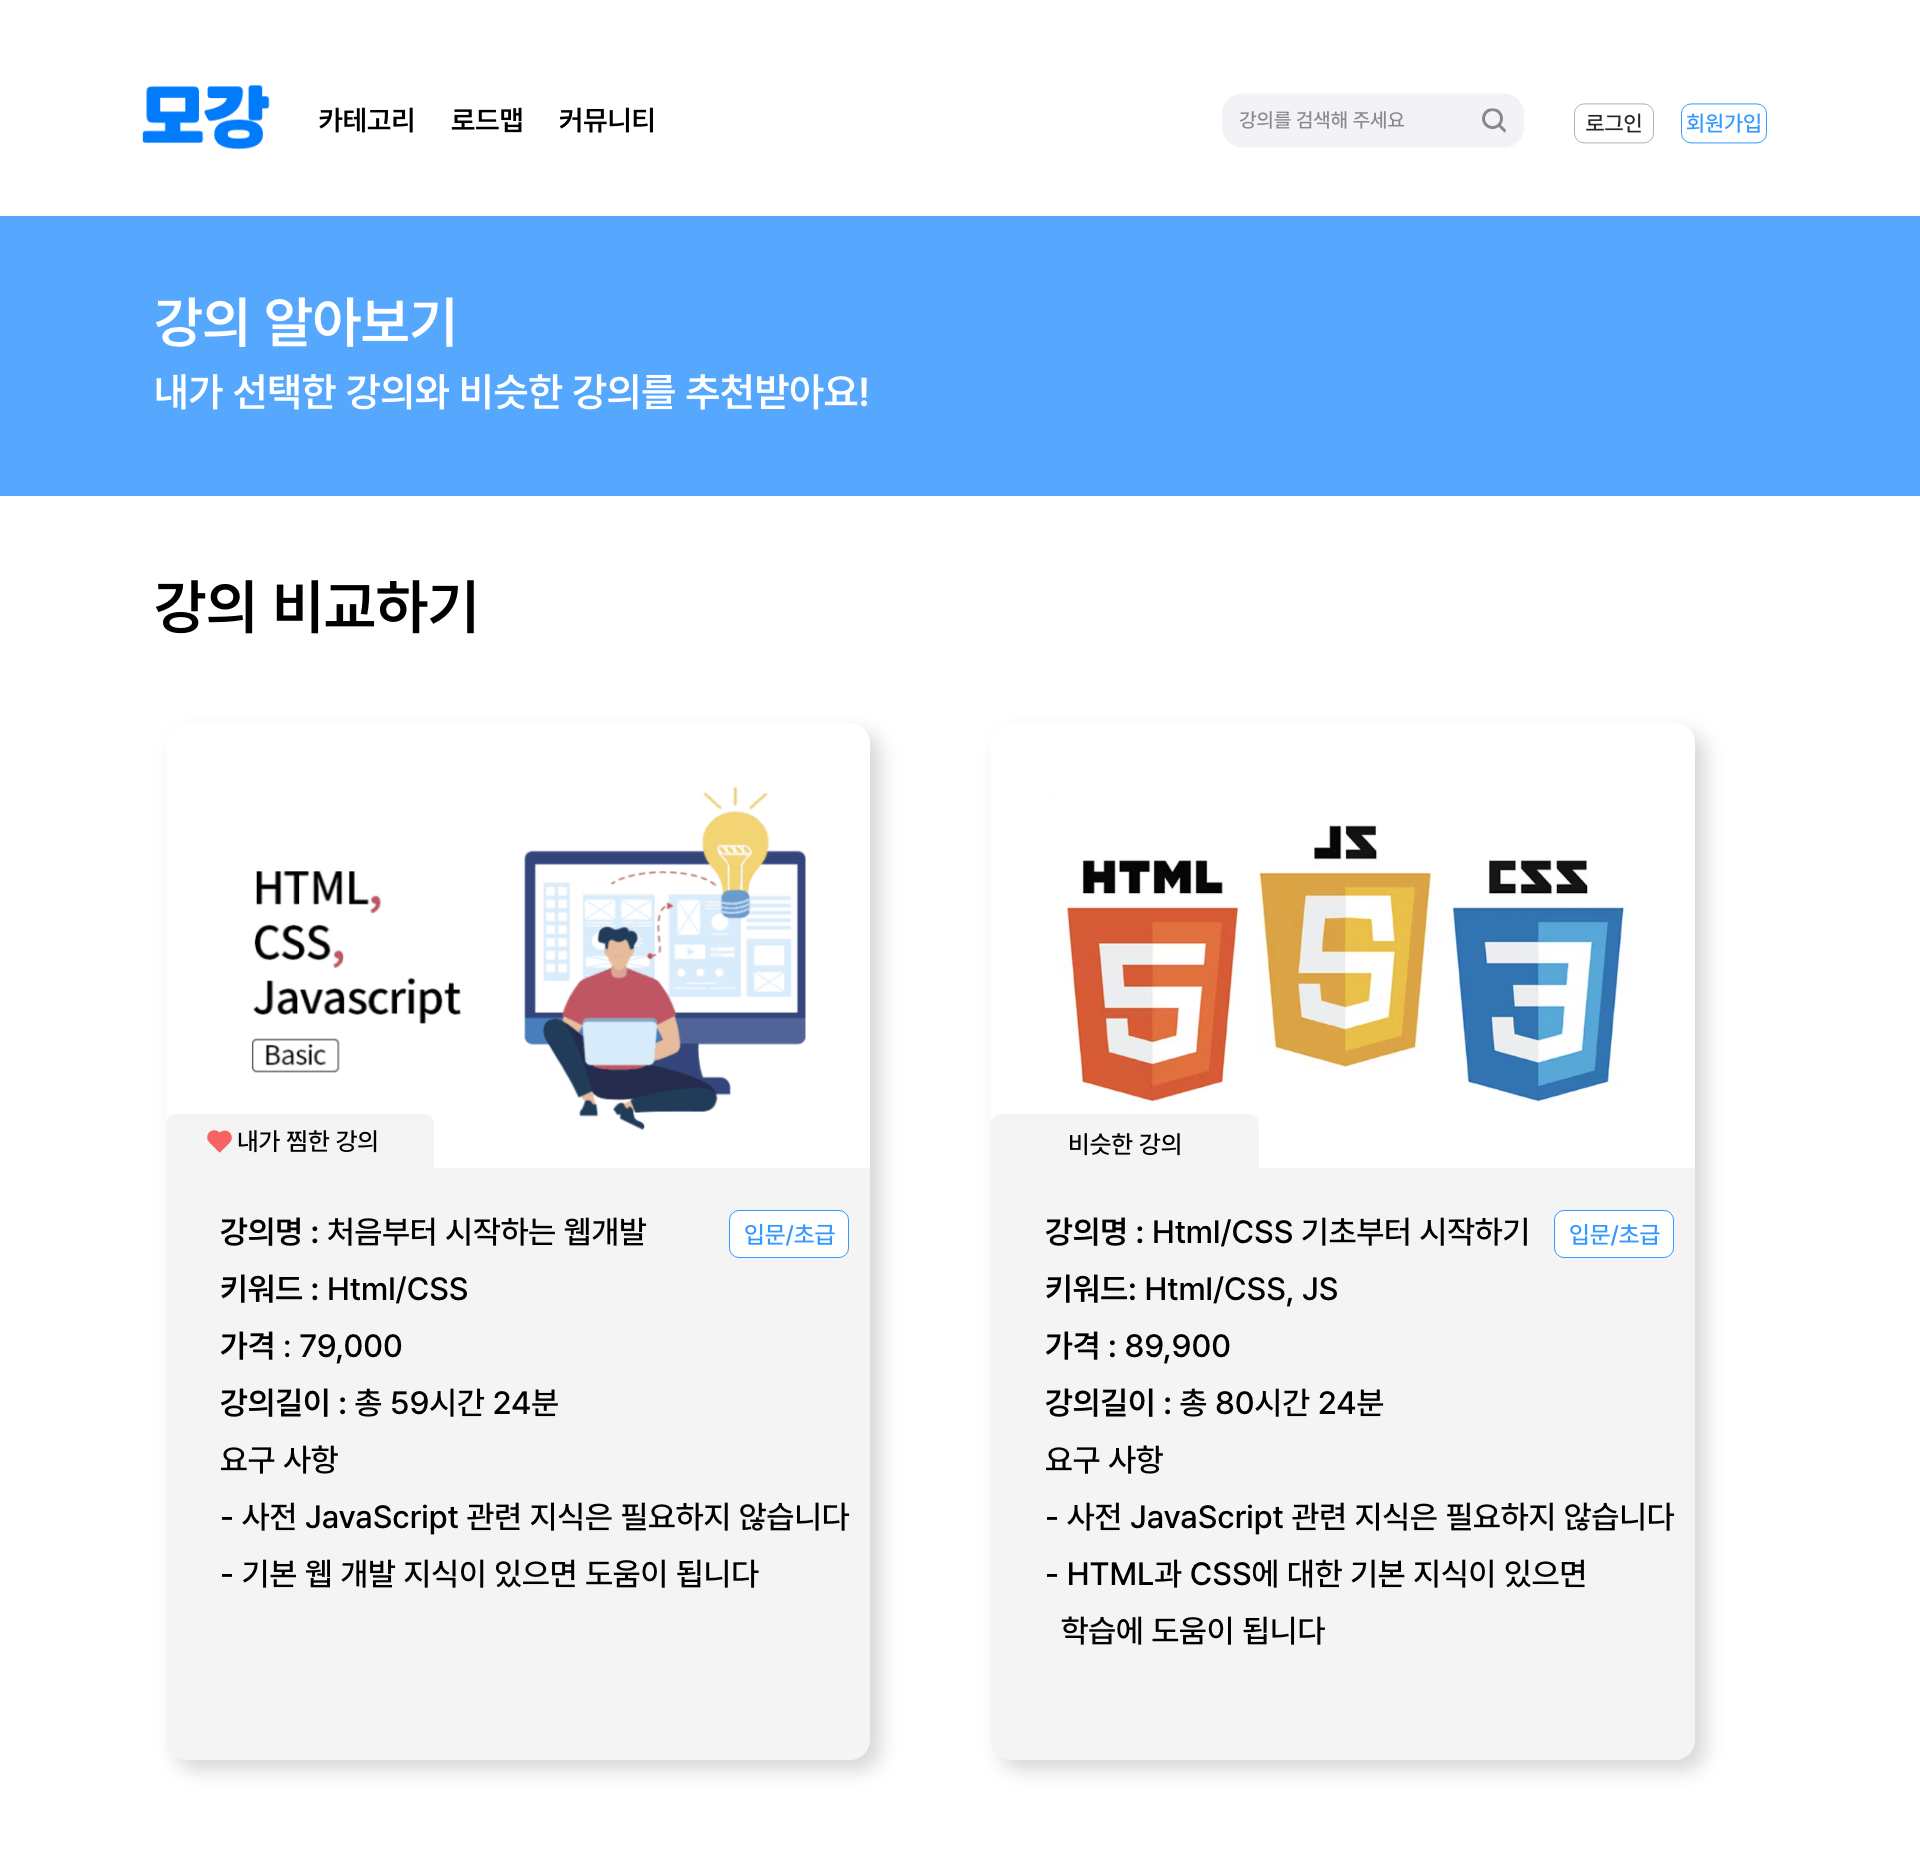 모강
카테고리 로드맵 커뮤니티
강의를 검색해 주세요
로그인
회원가입
강의 알아보기
내가 선택한 강의와 비슷한 강의를 추천받아요!
강의 비교하기
HTML,
CSS,
Javascript
Basic
내가 찜한 강의
강의명 : 처음부터 시작하는 웹개발
입문/초급
키워드 : Html/CSS
가격 : 79,000
강의길이 : 총 59시간 24분
요구 사항
- 사전 JavaScript 관련 지식은 필요하지 않습니다
- 기본 웹 개발 지식이 있으면 도움이 됩니다
HTML
JS
CSS
5
5
3
비슷한 강의
강의명 : Html/CSS 기초부터 시작하기
입문/초급
키워드: Html/CSS, JS
가격 : 89,900
강의길이 : 총 80시간 24분
요구 사항
- 사전 JavaScript 관련 지식은 필요하지 않습니다
- HTML과 CSS에 대한 기본 지식이 있으면
학습에 도움이 됩니다